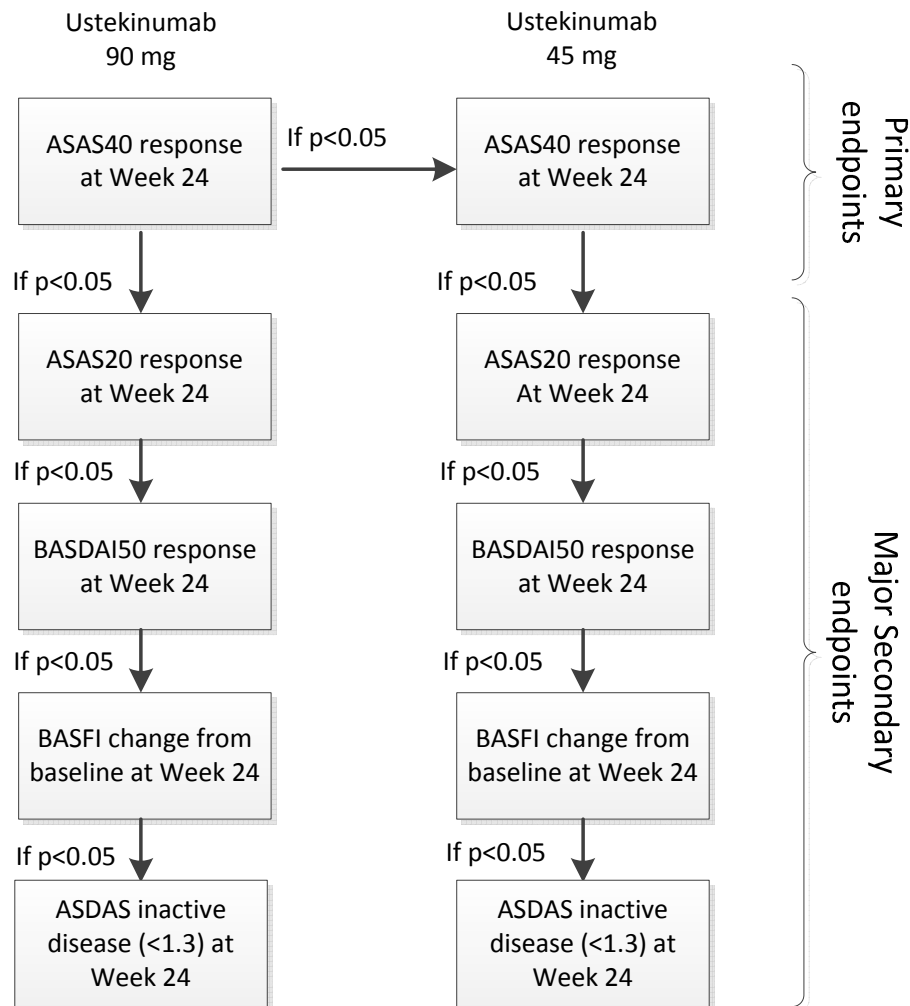 Ustekinumab
90 mg
Ustekinumab
45 mg
ASAS40 response
at Week 24
If p<0.05
ASAS40 response
at Week 24
Primary
endpoints
If p<0.05
If p<0.05
ASAS20 response
at Week 24
ASAS20 response
At Week 24
If p<0.05
If p<0.05
BASDAI50 response
at Week 24
BASDAI50 response
at Week 24
Major Secondary
endpoints
If p<0.05
If p<0.05
BASFI change from
baseline at Week 24
BASFI change from
baseline at Week 24
If p<0.05
If p<0.05
ASDAS inactive
disease (<1.3) at
Week 24
ASDAS inactive
disease (<1.3) at
Week 24